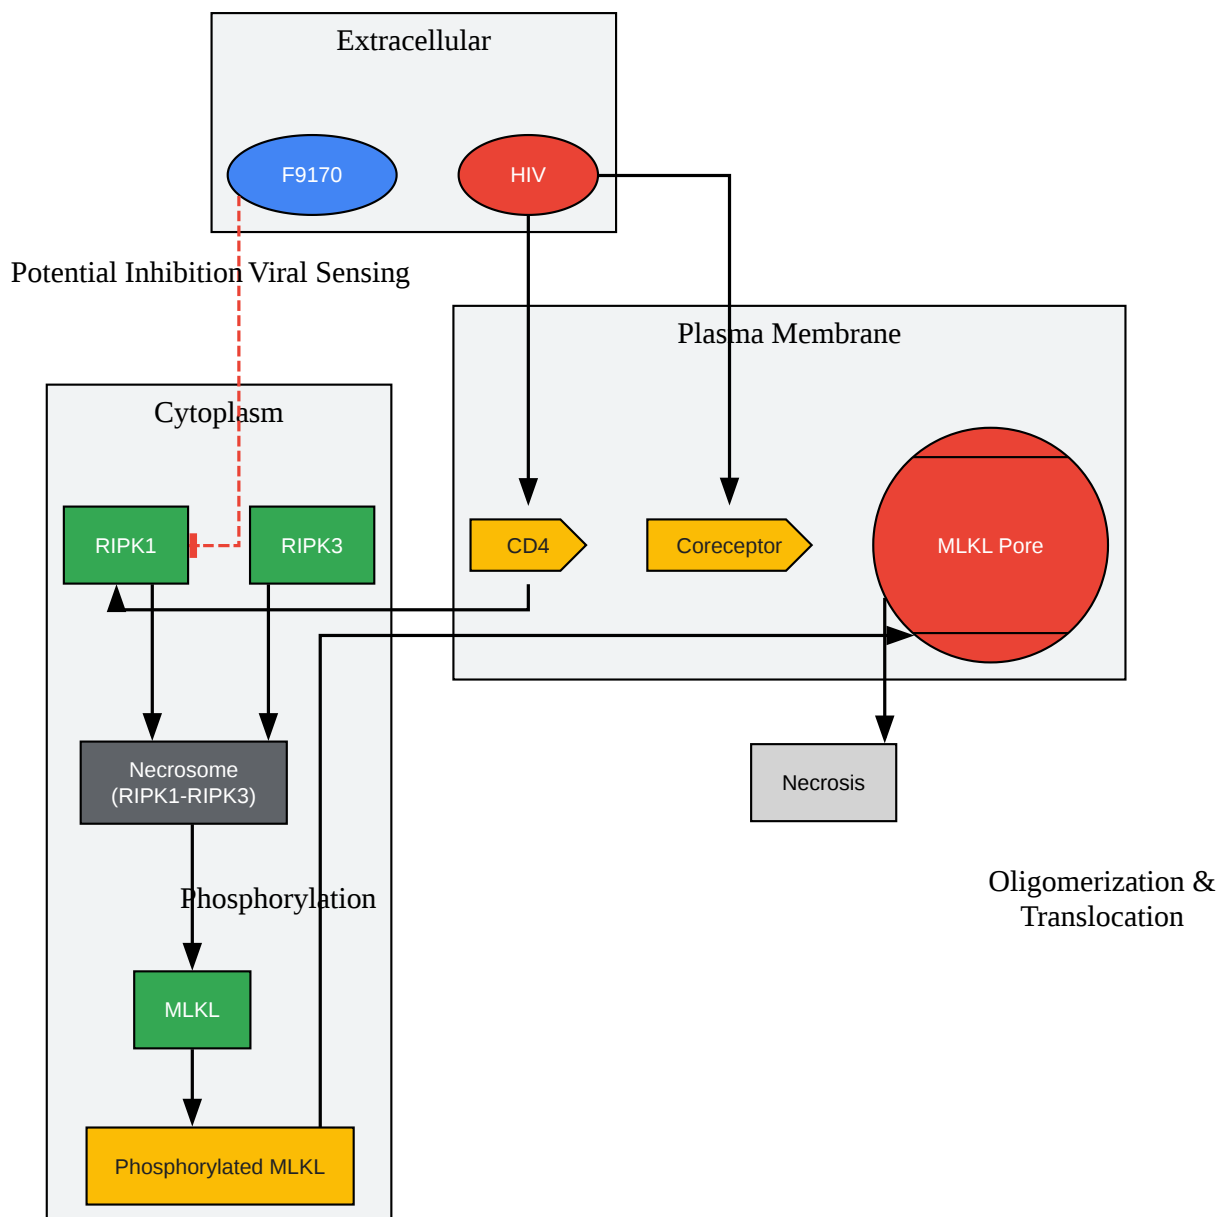 Extracellular
F9170
HIV
Potential Inhibition
Viral Sensing
Plasma Membrane
Cytoplasm
RIPK1
RIPK3
CD4
Coreceptor
MLKL Pore
Necrosome
(RIPK1-RIPK3)
Necrosis
Phosphorylation
Oligomerization &
Translocation
MLKL
Phosphorylated MLKL